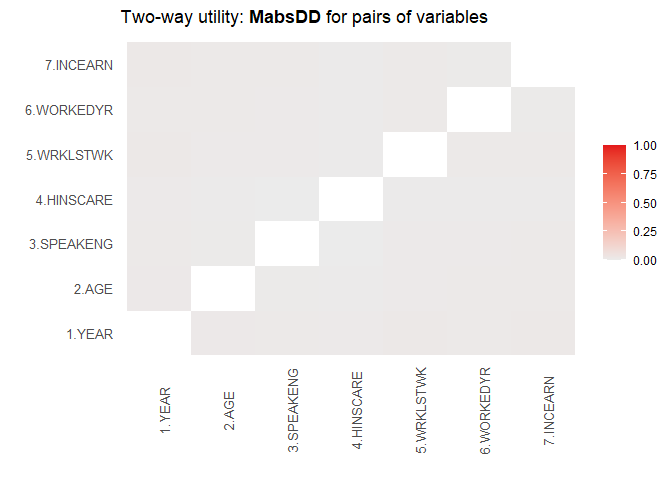 Two-way utility: MabsDD for pairs of variables
7.INCEARN
6.WORKEDYR
5.WRKLSTWK
4.HINSCARE
3.SPEAKENG
2.AGE
1.YEAR
1.YEAR
2.AGE
3.SPEAKENG
4.HINSCARE
5.WRKLSTWK
6.WORKEDYR
7.INCEARN
1.00
0.75
0.50
0.25
0.00